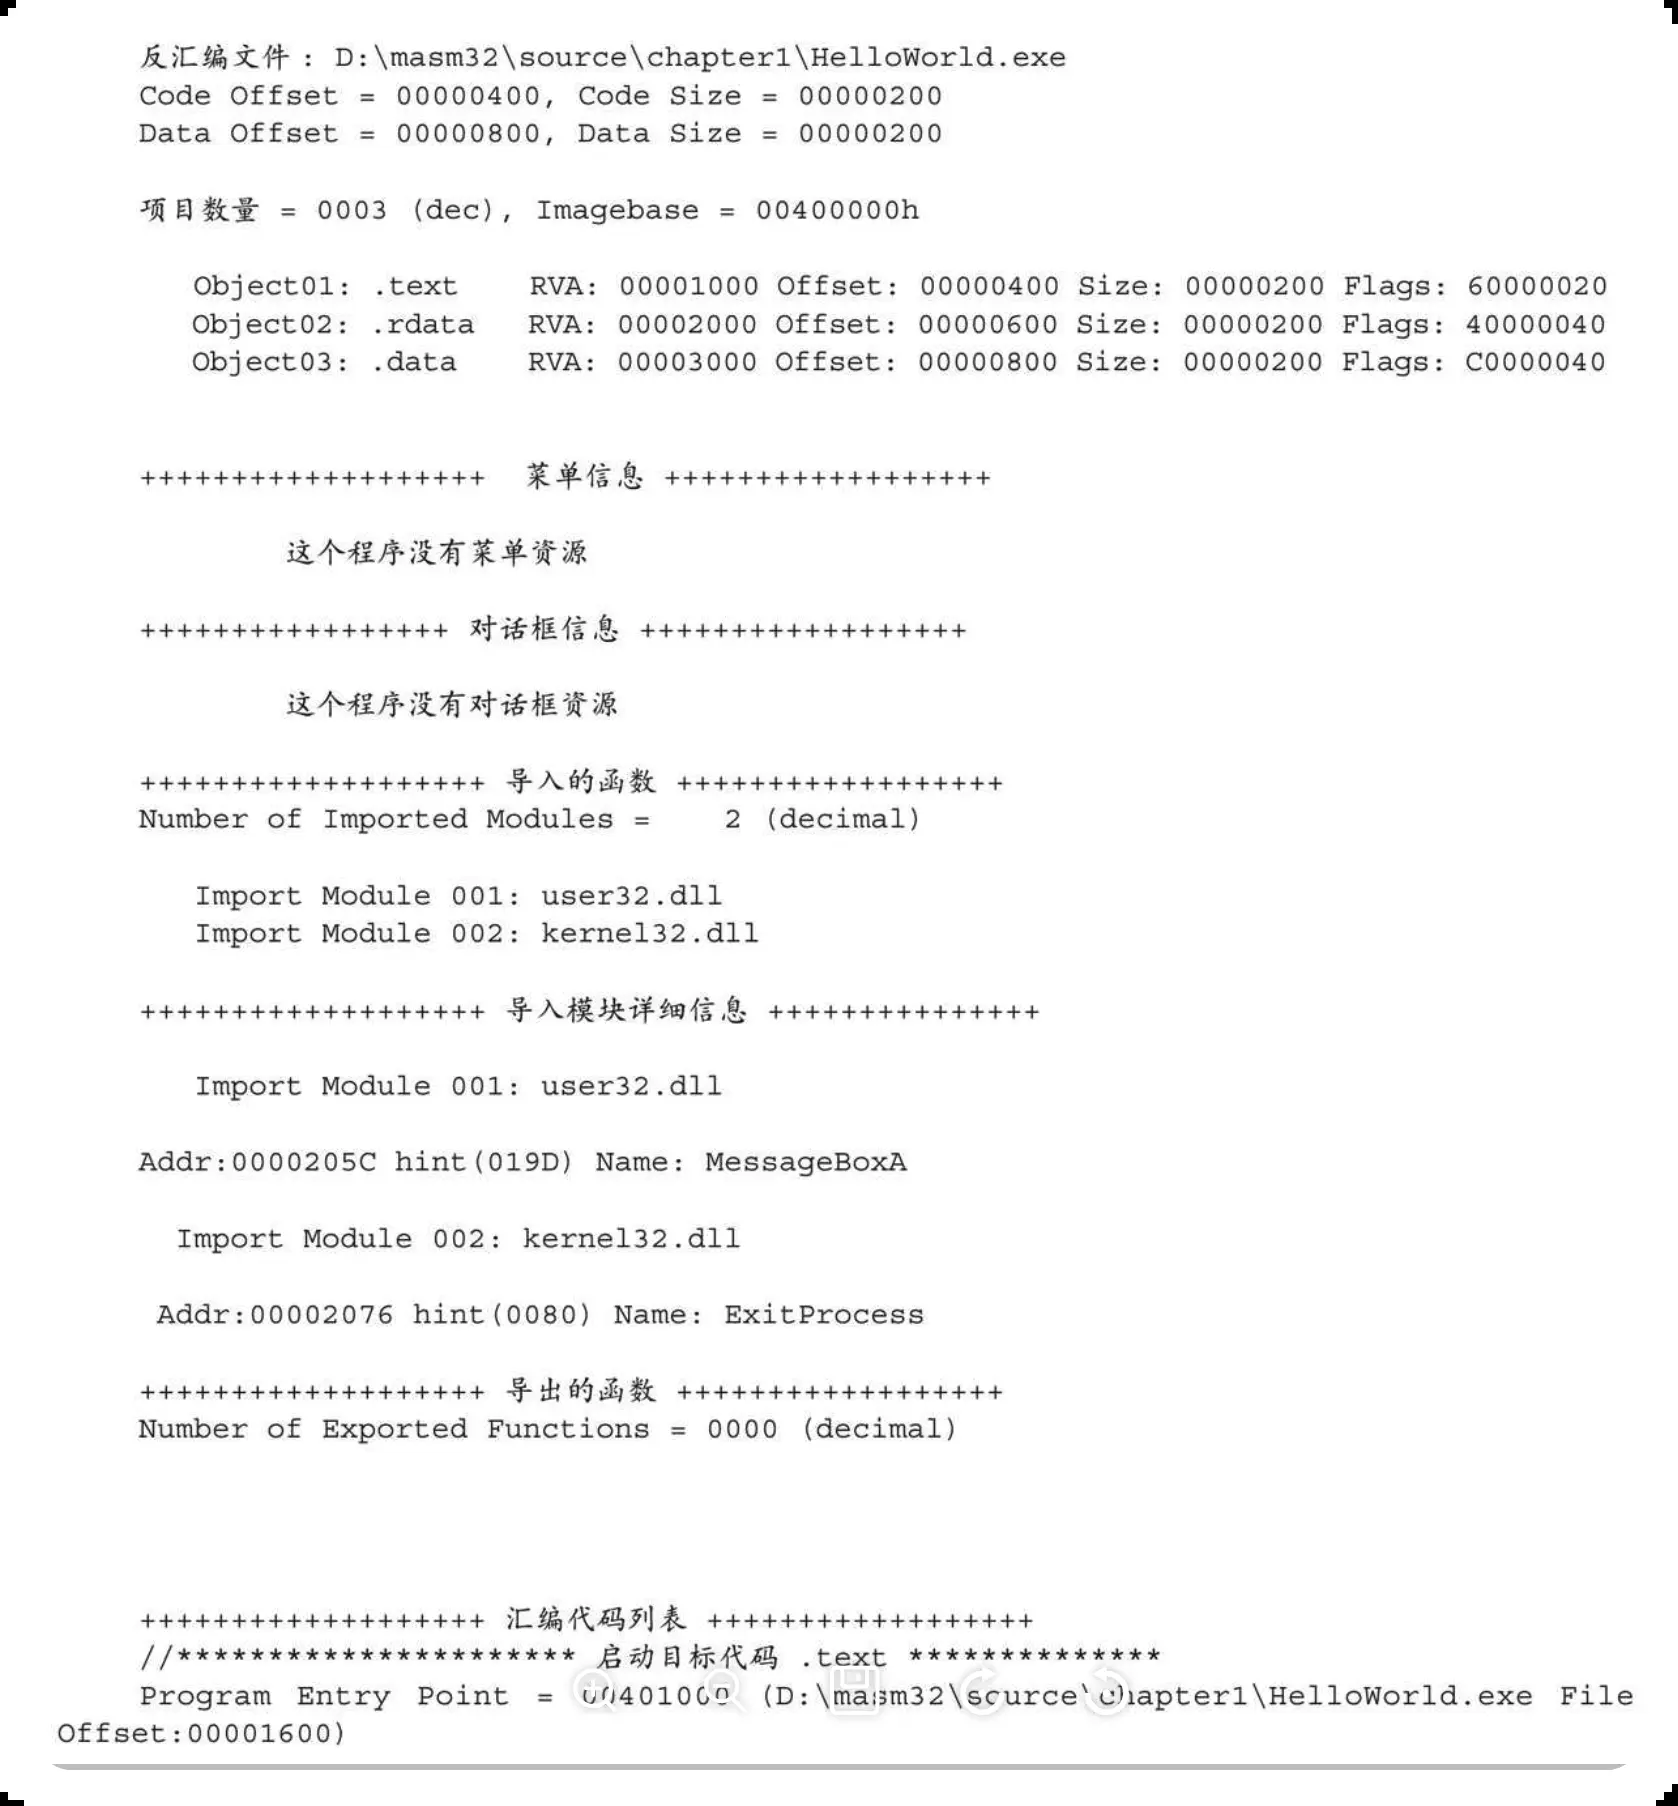 反汇编文件：D:\masm32\source\chapter1\HelloWorld.exe
Code Offset = 00000400, Code Size = 00000200
Data Offset = 00000800, Data Size = 00000200
项目数量 = 0003 (dec), Imagebase = 00400000h
Object01: .text RVA: 00001000 Offset: 00000400 Size: 00000200 Flags: 60000020
Object02: .rdata RVA: 00002000 Offset: 00000600 Size: 00000200 Flags: 40000040
Object03: .data RVA: 00003000 Offset: 00000800 Size: 00000200 Flags: C0000040
+++++++++++++++++++ 菜单信息 ++++++++++++++++++
这个程序没有菜单资源
+++++++++++++++++ 对话框信息 ++++++++++++++++++
这个程序没有对话框资源
+++++++++++++++++++ 导入的函数 ++++++++++++++++++
Number of Imported Modules = 2 (decimal)
Import Module 001: user32.dll
Import Module 002: kernel32.dll
+++++++++++++++++++ 导入模块详细信息 +++++++++++++++
Import Module 001: user32.dll
Addr:0000205C hint(019D) Name: MessageBoxA
Import Module 002: kernel32.dll
Addr:00002076 hint(0080) Name: ExitProcess
+++++++++++++++++++ 导出的函数 ++++++++++++++++++
Number of Exported Functions = 0000 (decimal)
+++++++++++++++++++ 汇编代码列表 ++++++++++++++++++
//********************** 启动目标代码 .text **************
Program Entry Point = 00401000 (D:\masm32\source\chapter1\HelloWorld.exe File
Offset:00001600)